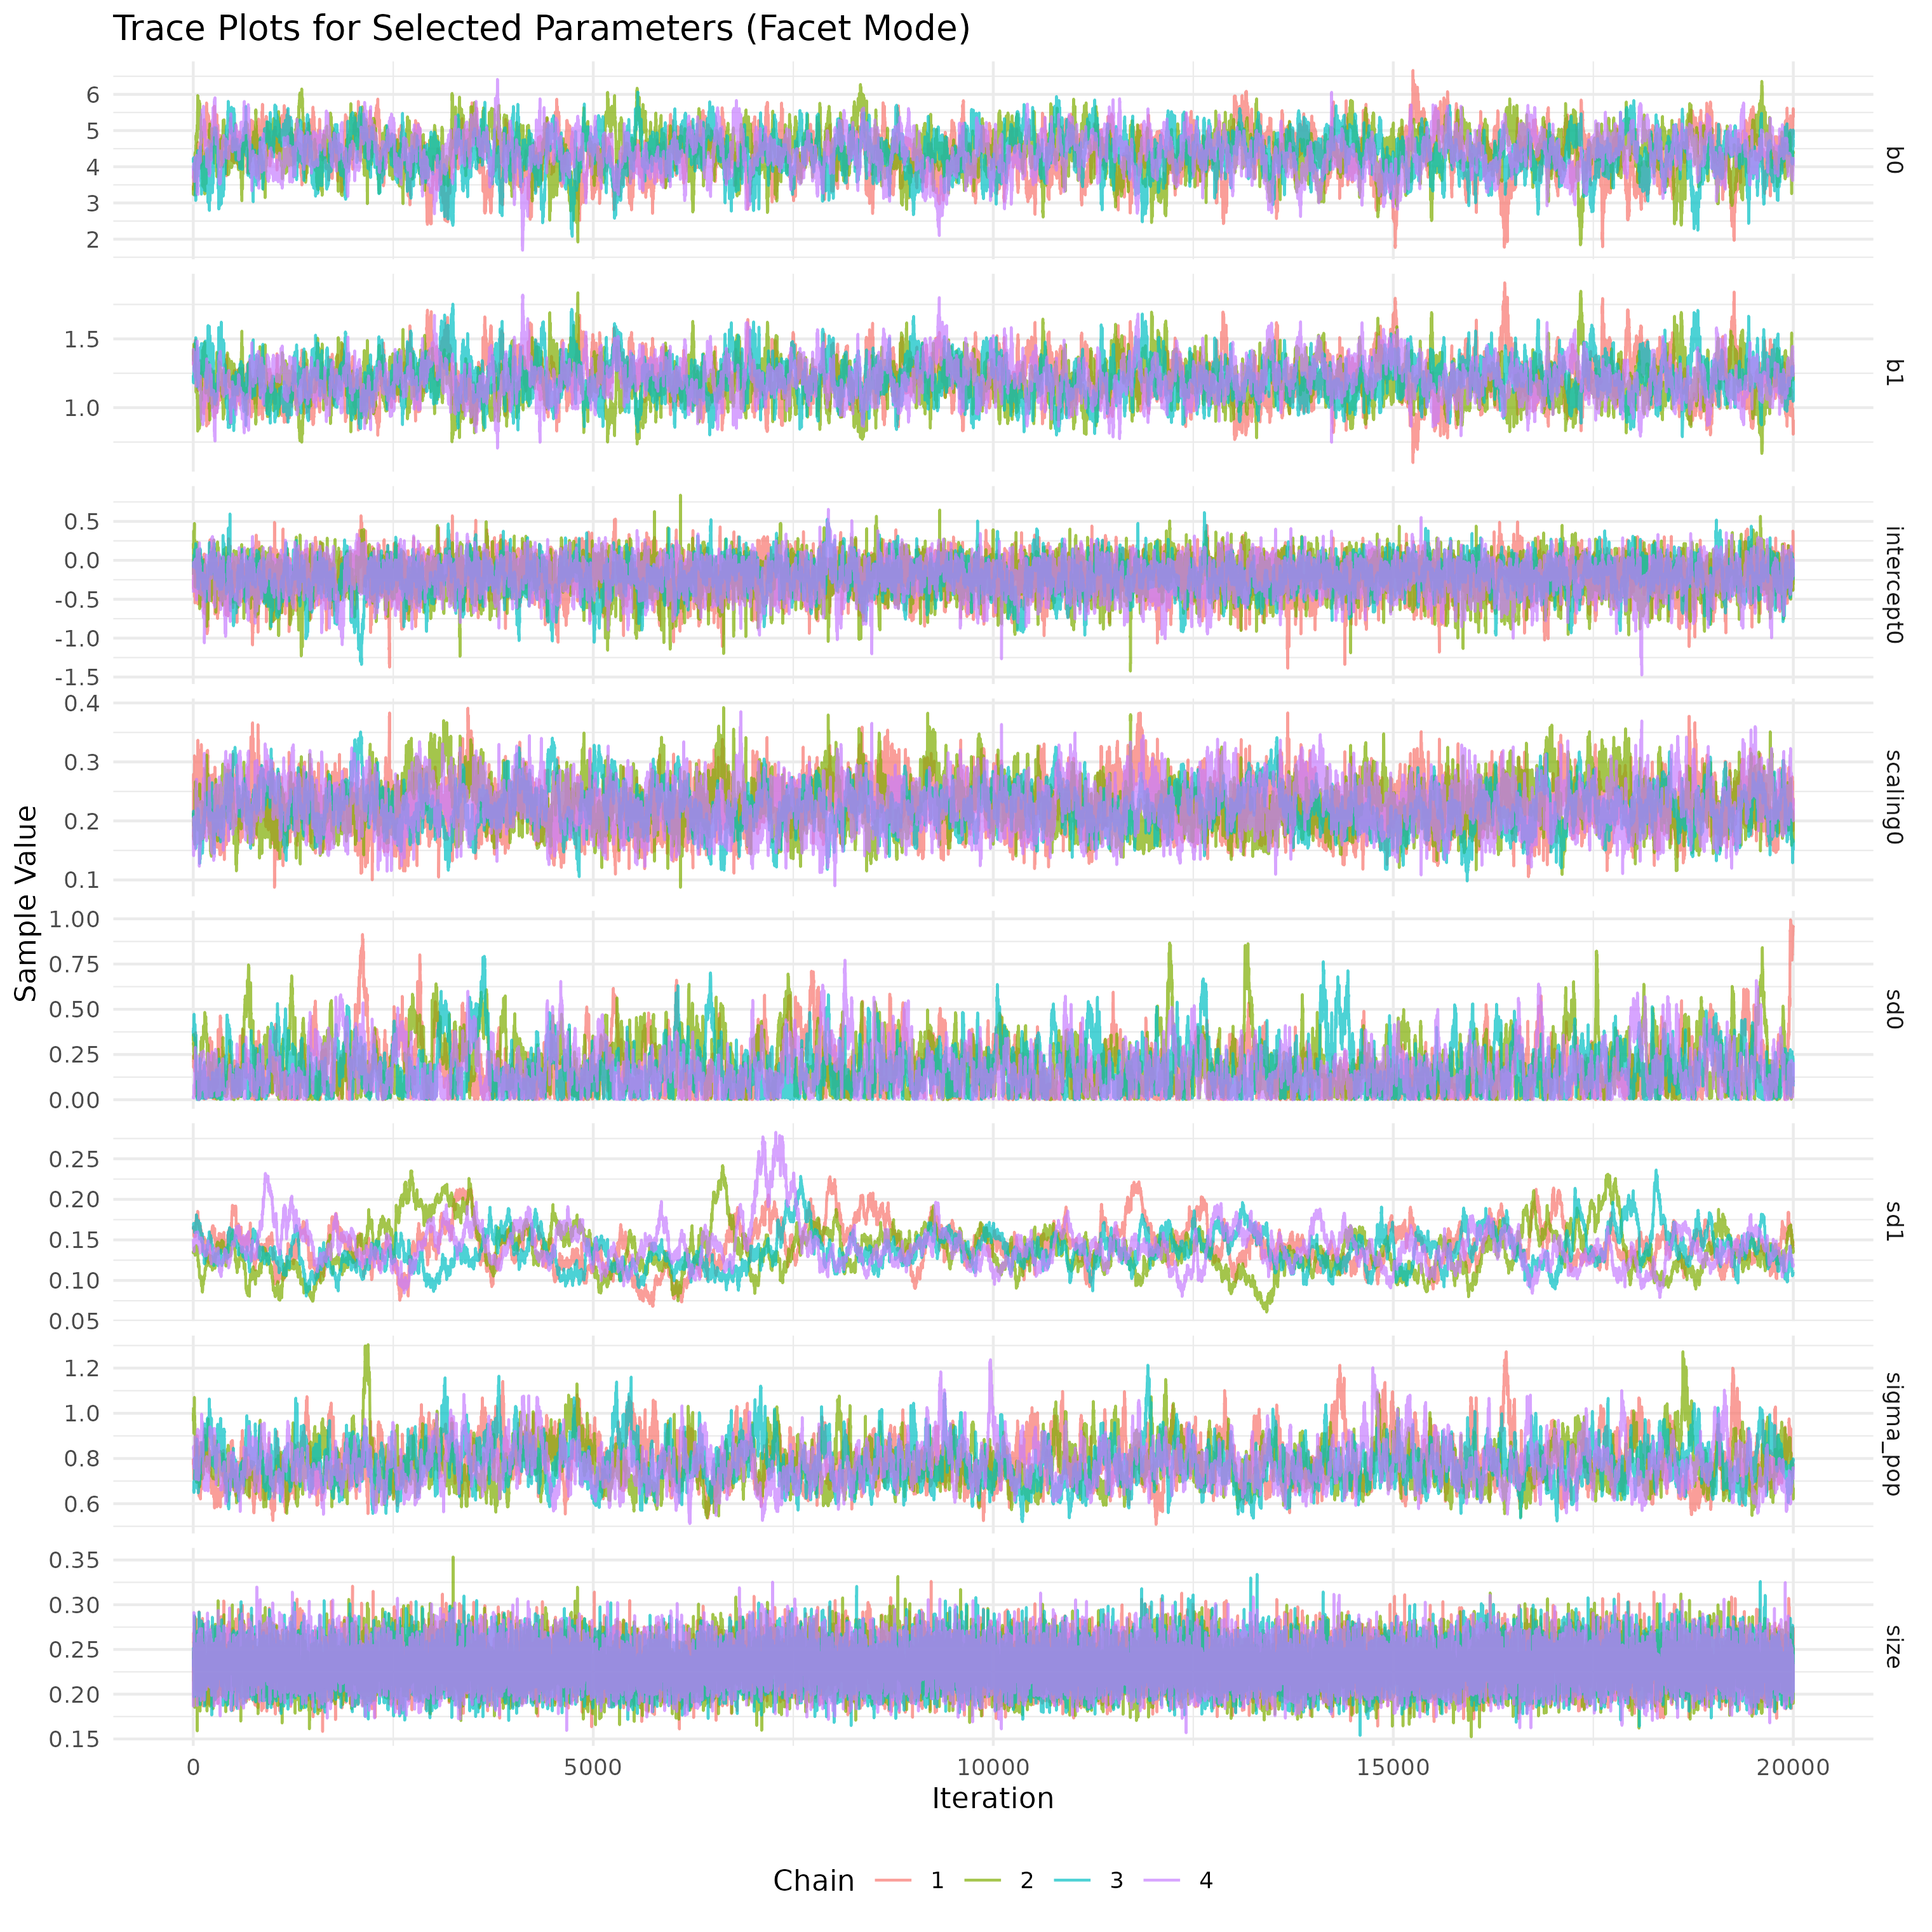 Trace Plots for Selected Parameters (Facet Mode)
6
5
4
3
2
b0
1.5
1.0
b1
0.5
0.0
-0.5
-1.0
-1.5
intercept0
0.4
0.3
0.2
0.1
scaling0
Sample Value
1.00
0.75
0.50
0.25
0.00
sd0
0.25
0.20
0.15
0.10
0.05
sd1
1.2
1.0
0.8
0.6
sigma_pop
0.35
0.30
0.25
0.20
0.15
size
0 5000 10000 15000 20000
Iteration
Chain 1 2 3 4